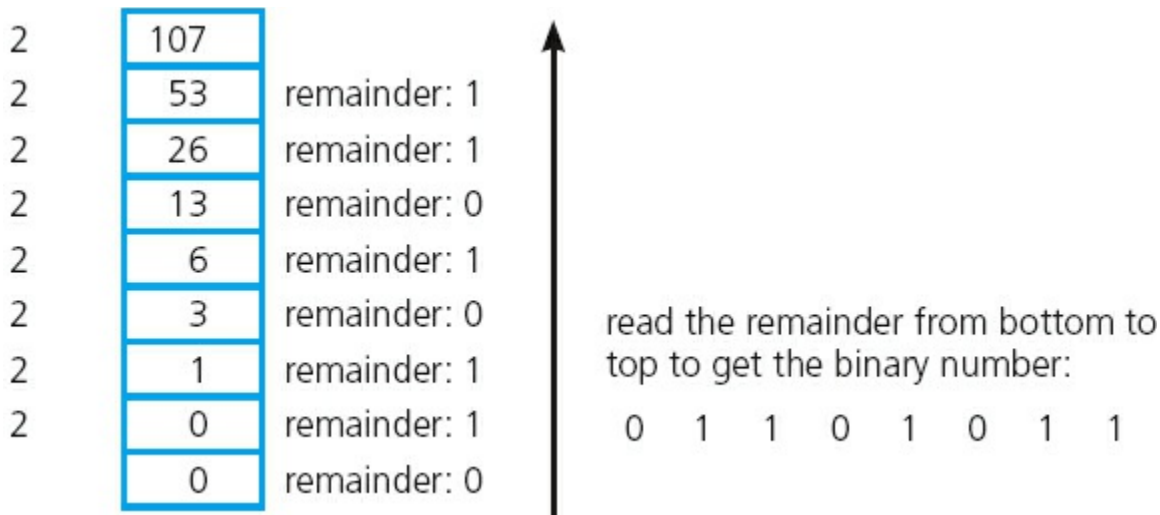 2 107
2 53 remainder: 1
2 26 remainder: 1
2 13 remainder: 0
2 6 remainder: 1
2 3 remainder: 0
2 1 remainder: 1
2 0 remainder: 1
0 remainder: 0
read the remainder from bottom to
top to get the binary number:
0 1 1 0 1 0 1 1